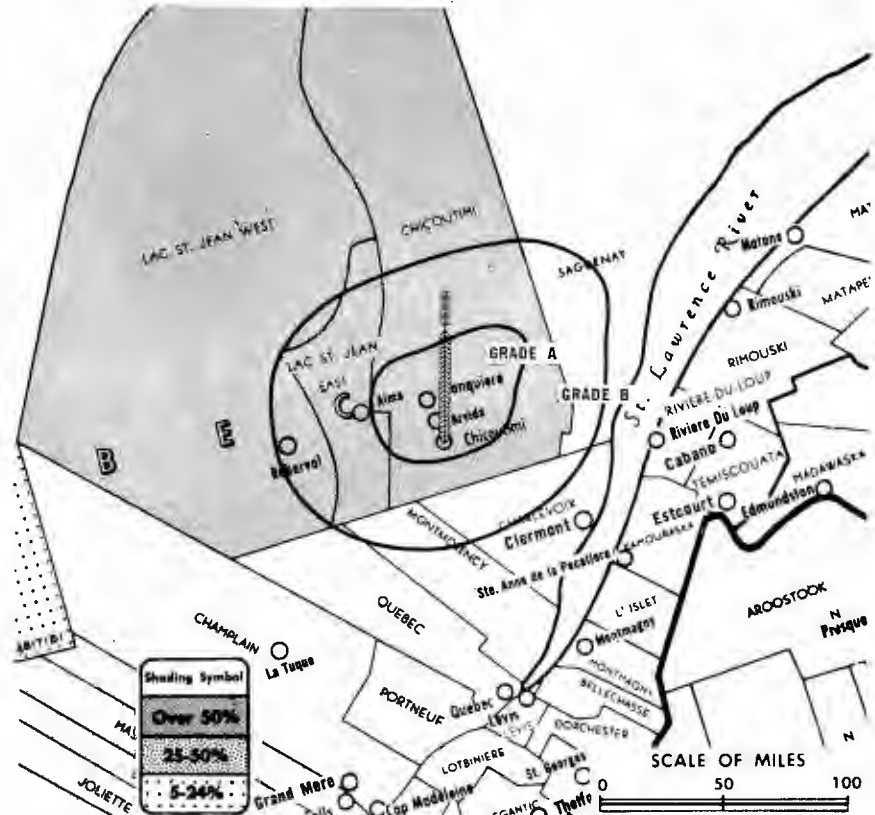 LAC ST. JEAN WEST
CHICOUTIMI
SAGUENAY
St. Lawrence River
Matane
Rimouski
RIMOUSKI
GRADE A
LAC ST. JEAN
EAST
GRADE B
Alma
Arvida
Chicoutimi
RIVIERE-DU-LOUP
Riviere Du Loup
Cabano
TEMISCOUATA
MADAWASKA
Edmundston
Estcourt
B
E
MONTMORENCY
CHARLEVOIX
Clermont
KAMOURASKA
Ste. Anne de la Pocatiere
QUEBEC
L'ISLET
AROOSTOOK
N
Presque
CHAMPLAIN
La Tuque
ABITIBI
Montmagny
MONTMAGNY
BELLECHASSE
PORTNEUF
Quebec
Levis
LEVIS
DORCHESTER
LOTBINIERE
St. Georges
N
Shading Symbol
Over 50%
25-50%
5-24%
JOLIETTE
Grand Mere
Cap Madeleine
SCALE OF MILES
0 50 100